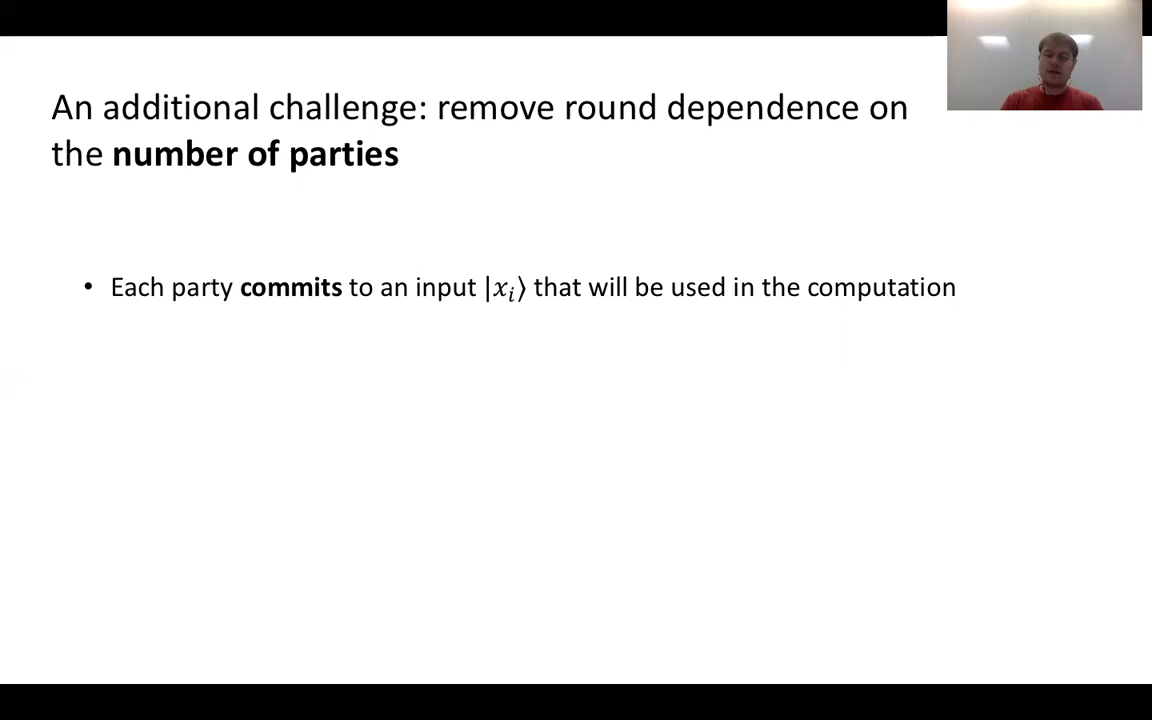 An additional challenge: remove round dependence on
the number of parties
• Each party commits to an input |xᵢ⟩ that will be used in the computation